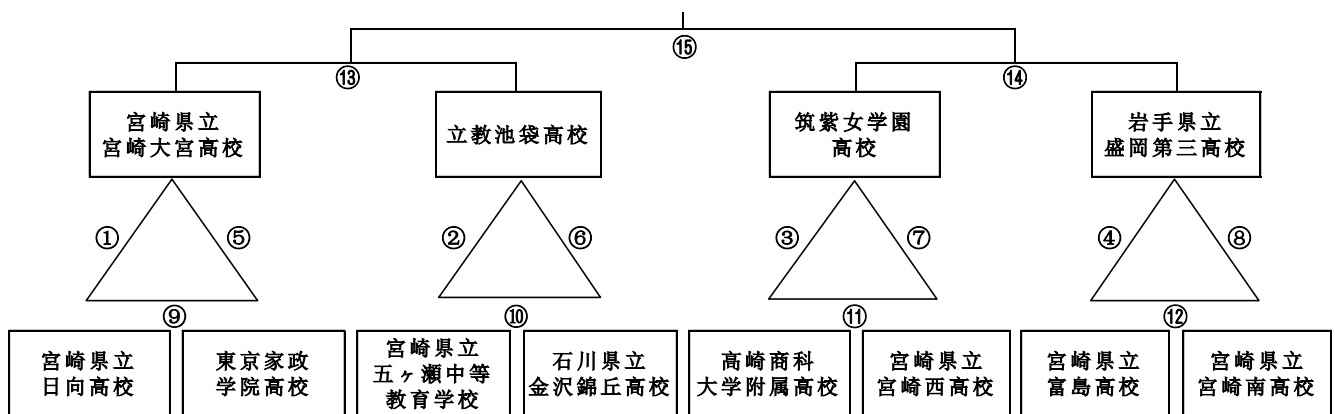 ⑮
⑬
⑭
宮崎県立
宮崎大宮高校
立教池袋高校
筑紫女学園
高校
岩手県立
盛岡第三高校
①
⑤
②
⑥
③
⑦
④
⑧
⑨
⑩
⑪
⑫
宮崎県立
日向高校
東京家政
学院高校
宮崎県立
五ヶ瀬中等
教育学校
石川県立
金沢錦丘高校
高崎商科
大学附属高校
宮崎県立
宮崎西高校
宮崎県立
富島高校
宮崎県立
宮崎南高校